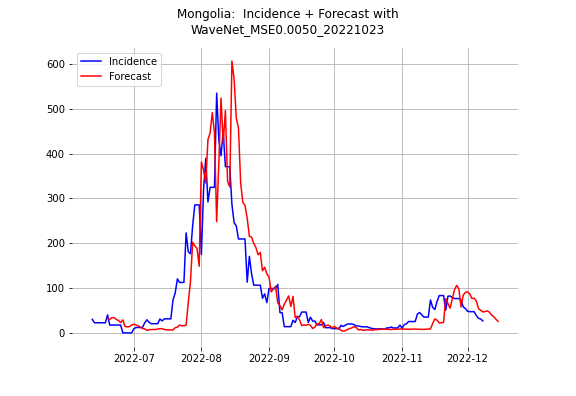 Mongolia:  Incidence + Forecast with
WaveNet_MSE0.0050_20221023
Incidence
Forecast
600
500
400
300
200
100
0
2022-07 2022-08 2022-09 2022-10 2022-11 2022-12